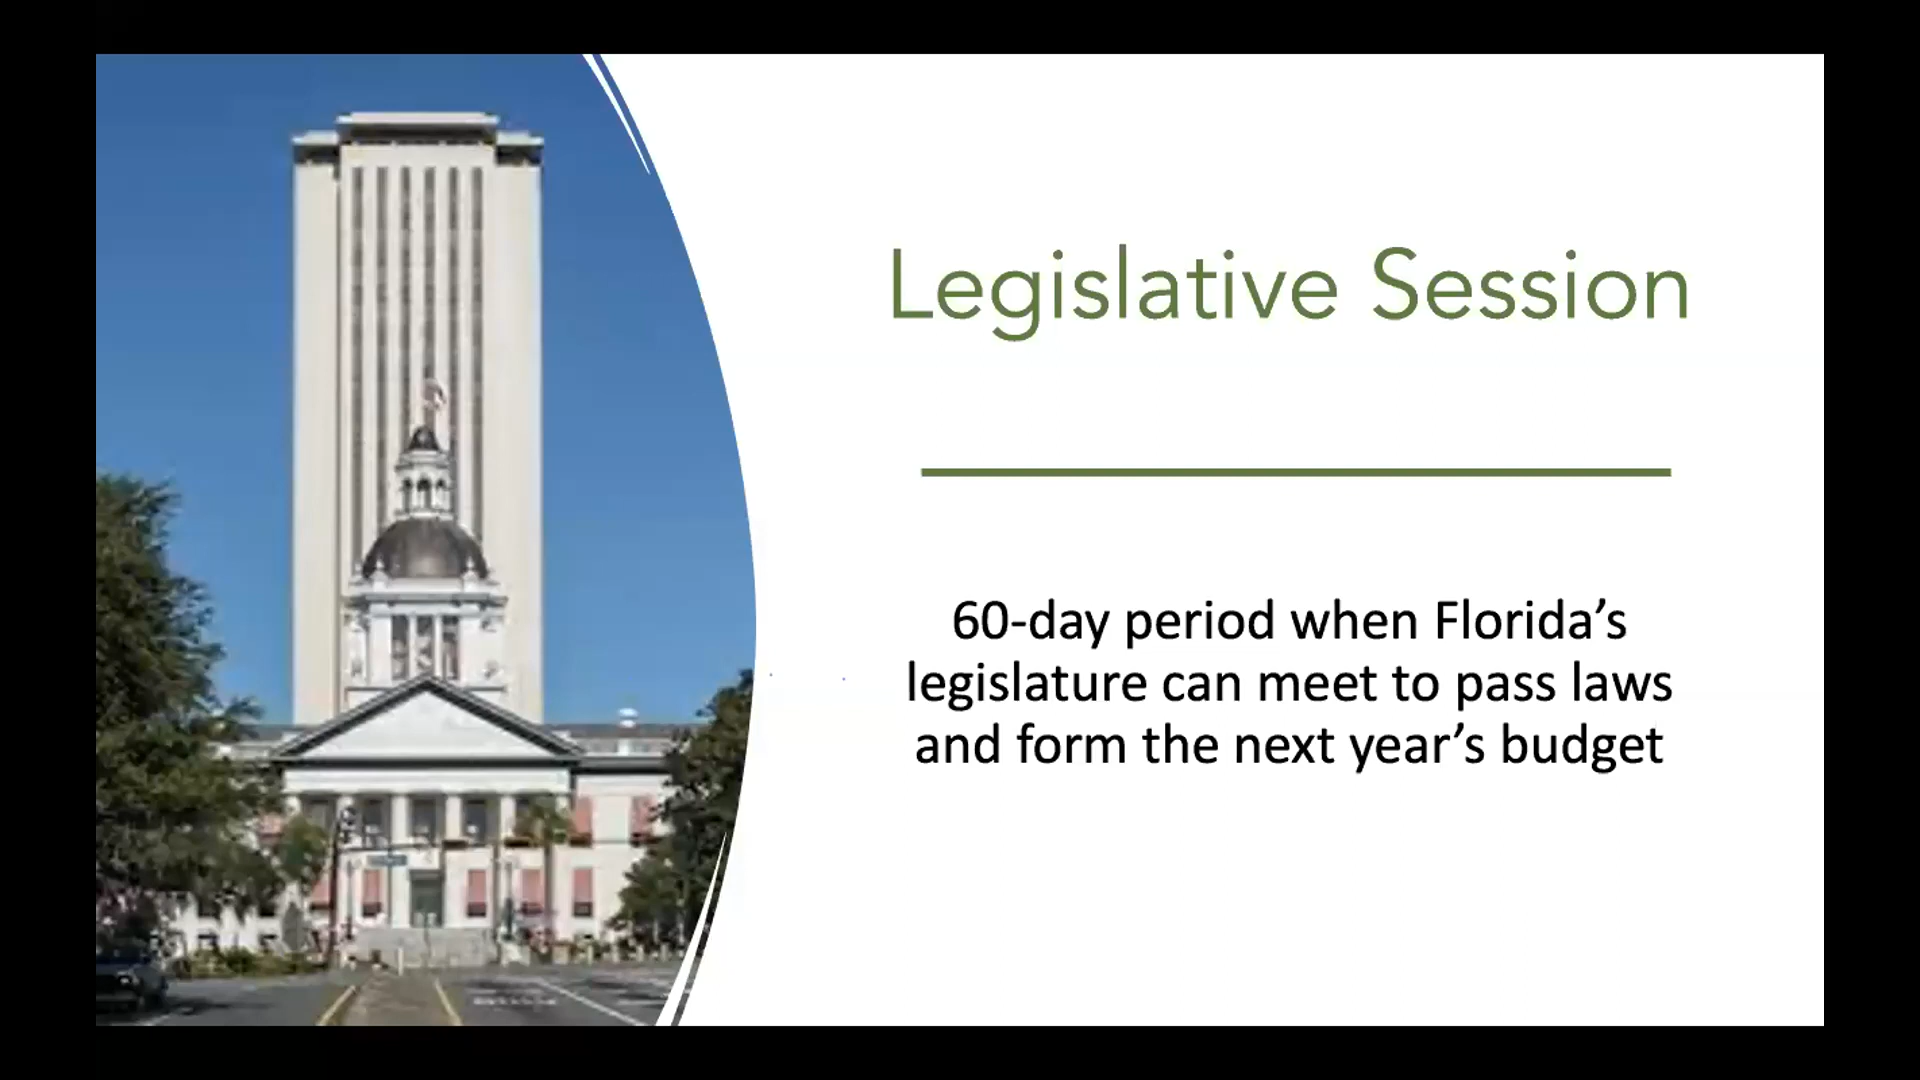 Legislative Session
60-day period when Florida’s
legislature can meet to pass laws
and form the next year’s budget